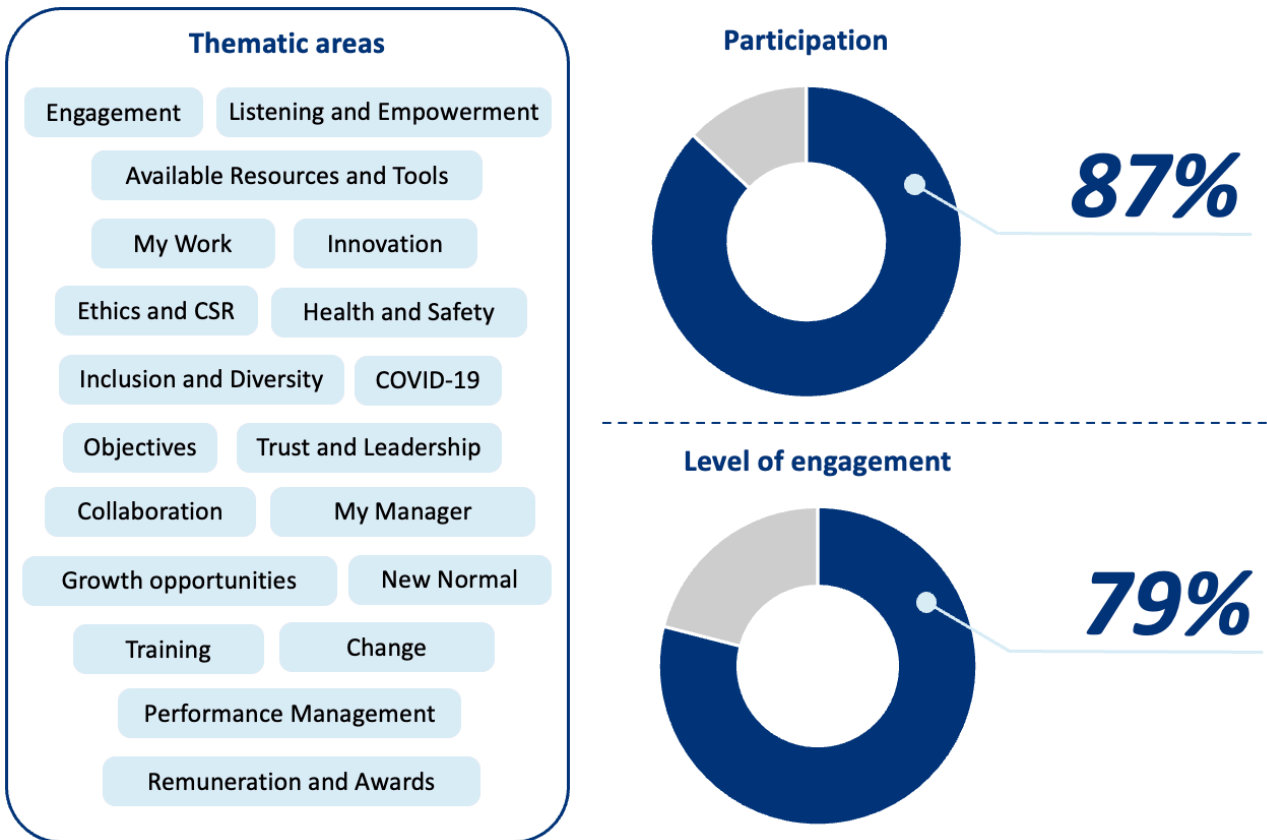 Thematic areas
Engagement
Listening and Empowerment
Available Resources and Tools
My Work
Innovation
Ethics and CSR
Health and Safety
Inclusion and Diversity
COVID-19
Objectives
Trust and Leadership
Collaboration
My Manager
Growth opportunities
New Normal
Training
Change
Performance Management
Remuneration and Awards
Participation
87%
Level of engagement
79%